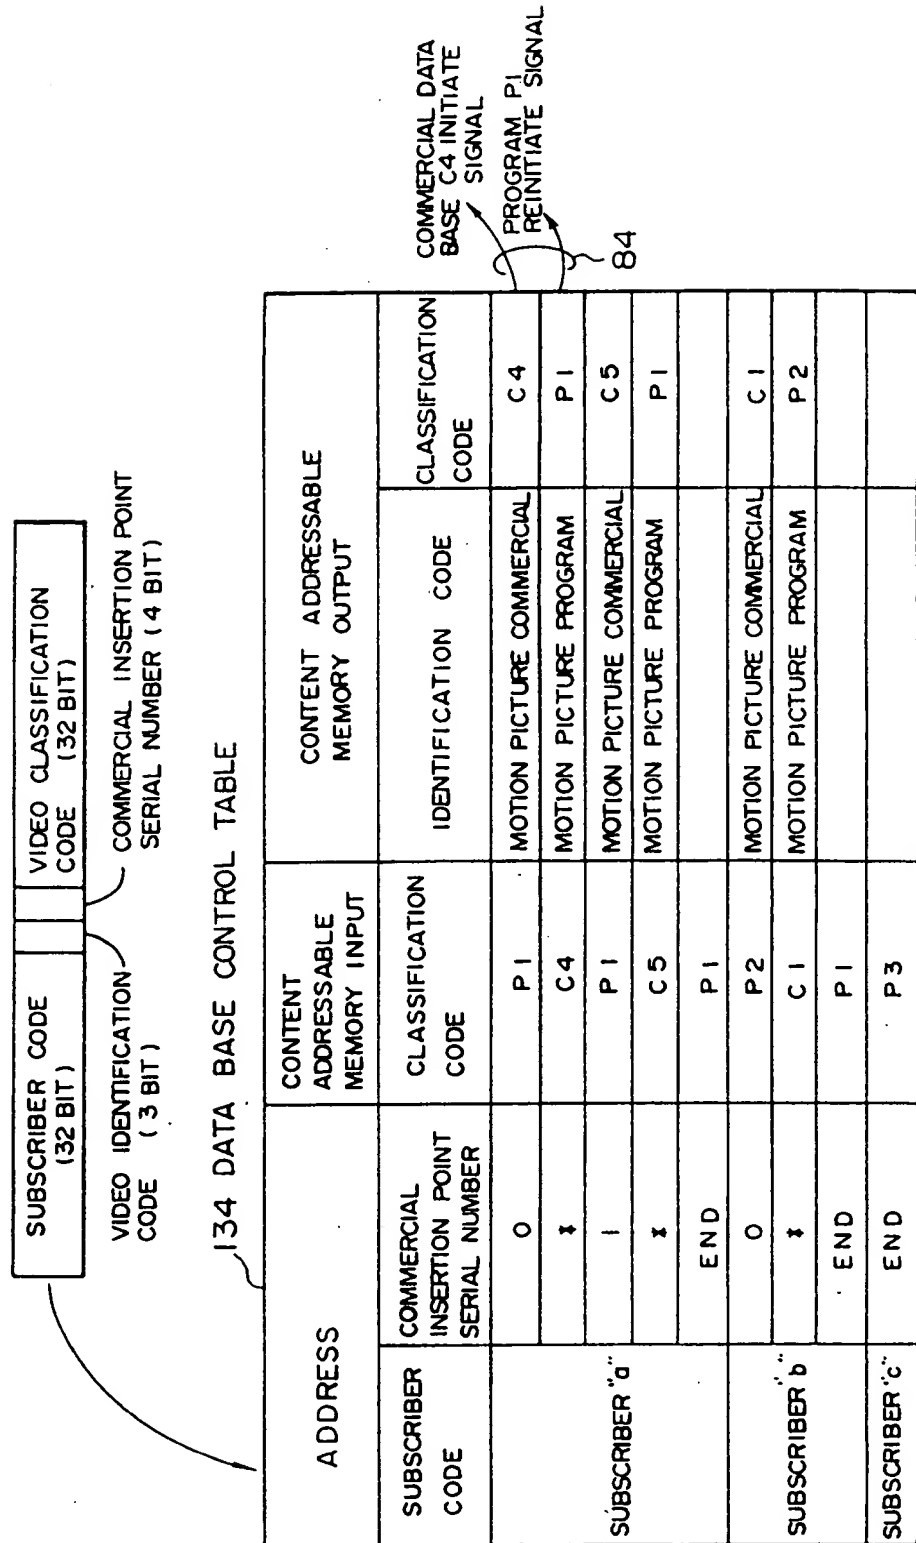 SUBSCRIBER CODE
(32 BIT)
VIDEO CLASSIFICATION
CODE (32 BIT)
VIDEO IDENTIFICATION
CODE (3 BIT)
COMMERCIAL INSERTION POINT
SERIAL NUMBER (4 BIT)
134 DATA BASE CONTROL TABLE
ADDRESS
CONTENT
ADDRESSABLE
MEMORY INPUT
CONTENT ADDRESSABLE
MEMORY OUTPUT
SUBSCRIBER
CODE
COMMERCIAL
INSERTION POINT
SERIAL NUMBER
CLASSIFICATION
CODE
IDENTIFICATION CODE
CLASSIFICATION
CODE
SUBSCRIBER "a"
0 P1 MOTION PICTURE COMMERCIAL C4
* C4 MOTION PICTURE PROGRAM P1
1 P1 MOTION PICTURE COMMERCIAL C5
* C5 MOTION PICTURE PROGRAM P1
END P1
SUBSCRIBER "b"
0 P2 MOTION PICTURE COMMERCIAL C1
* C1 MOTION PICTURE PROGRAM P2
END P1
SUBSCRIBER "c" END P3
COMMERCIAL DATA
BASE C4 INITIATE
SIGNAL
PROGRAM P1
REINITIATE SIGNAL
84